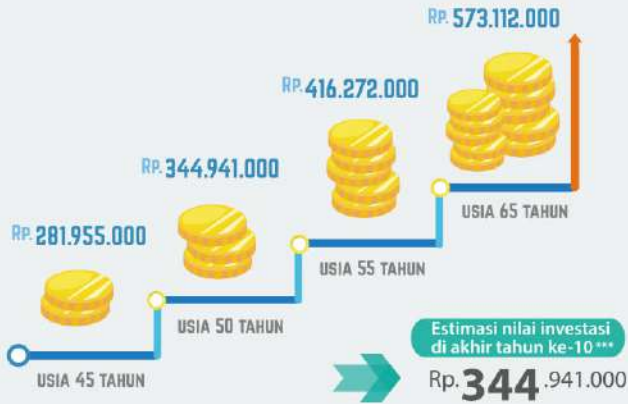 Rp. 573.112.000
Rp. 416.272.000
Rp. 344.941.000
Rp. 281.955.000
USIA 65 TAHUN
USIA 55 TAHUN
USIA 50 TAHUN
USIA 45 TAHUN
Estimasi nilai investasi
di akhir tahun ke-10 ***
Rp. 344 .941.000